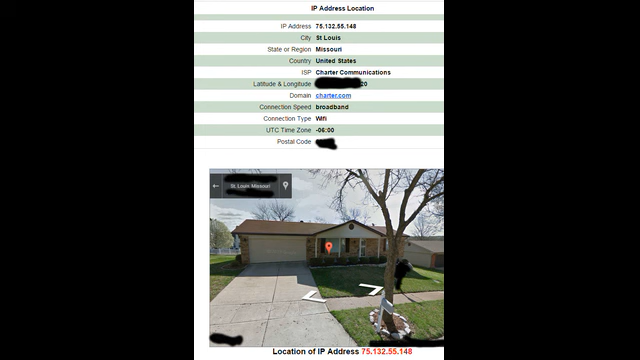 IP Address Location
IP Address 75.132.55.148
City St Louis
State or Region Missouri
Country United States
ISP Charter Communications
Latitude & Longitude 20
Domain charter.com
Connection Speed broadband
Connection Type Wifi
UTC Time Zone -06:00
Postal Code
St. Louis Missouri
Location of IP Address 75.132.55.148